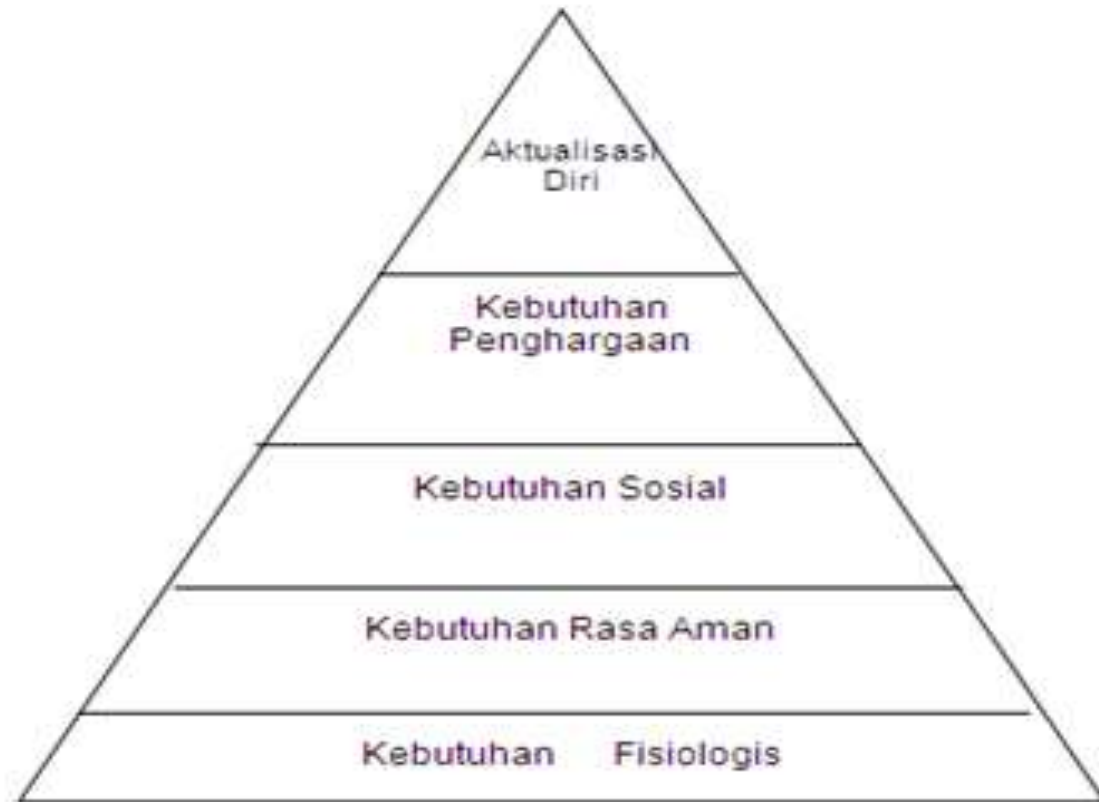 Aktualisasi
Diri
Kebutuhan
Penghargaan
Kebutuhan Sosial
Kebutuhan Rasa Aman
Kebutuhan Fisiologis